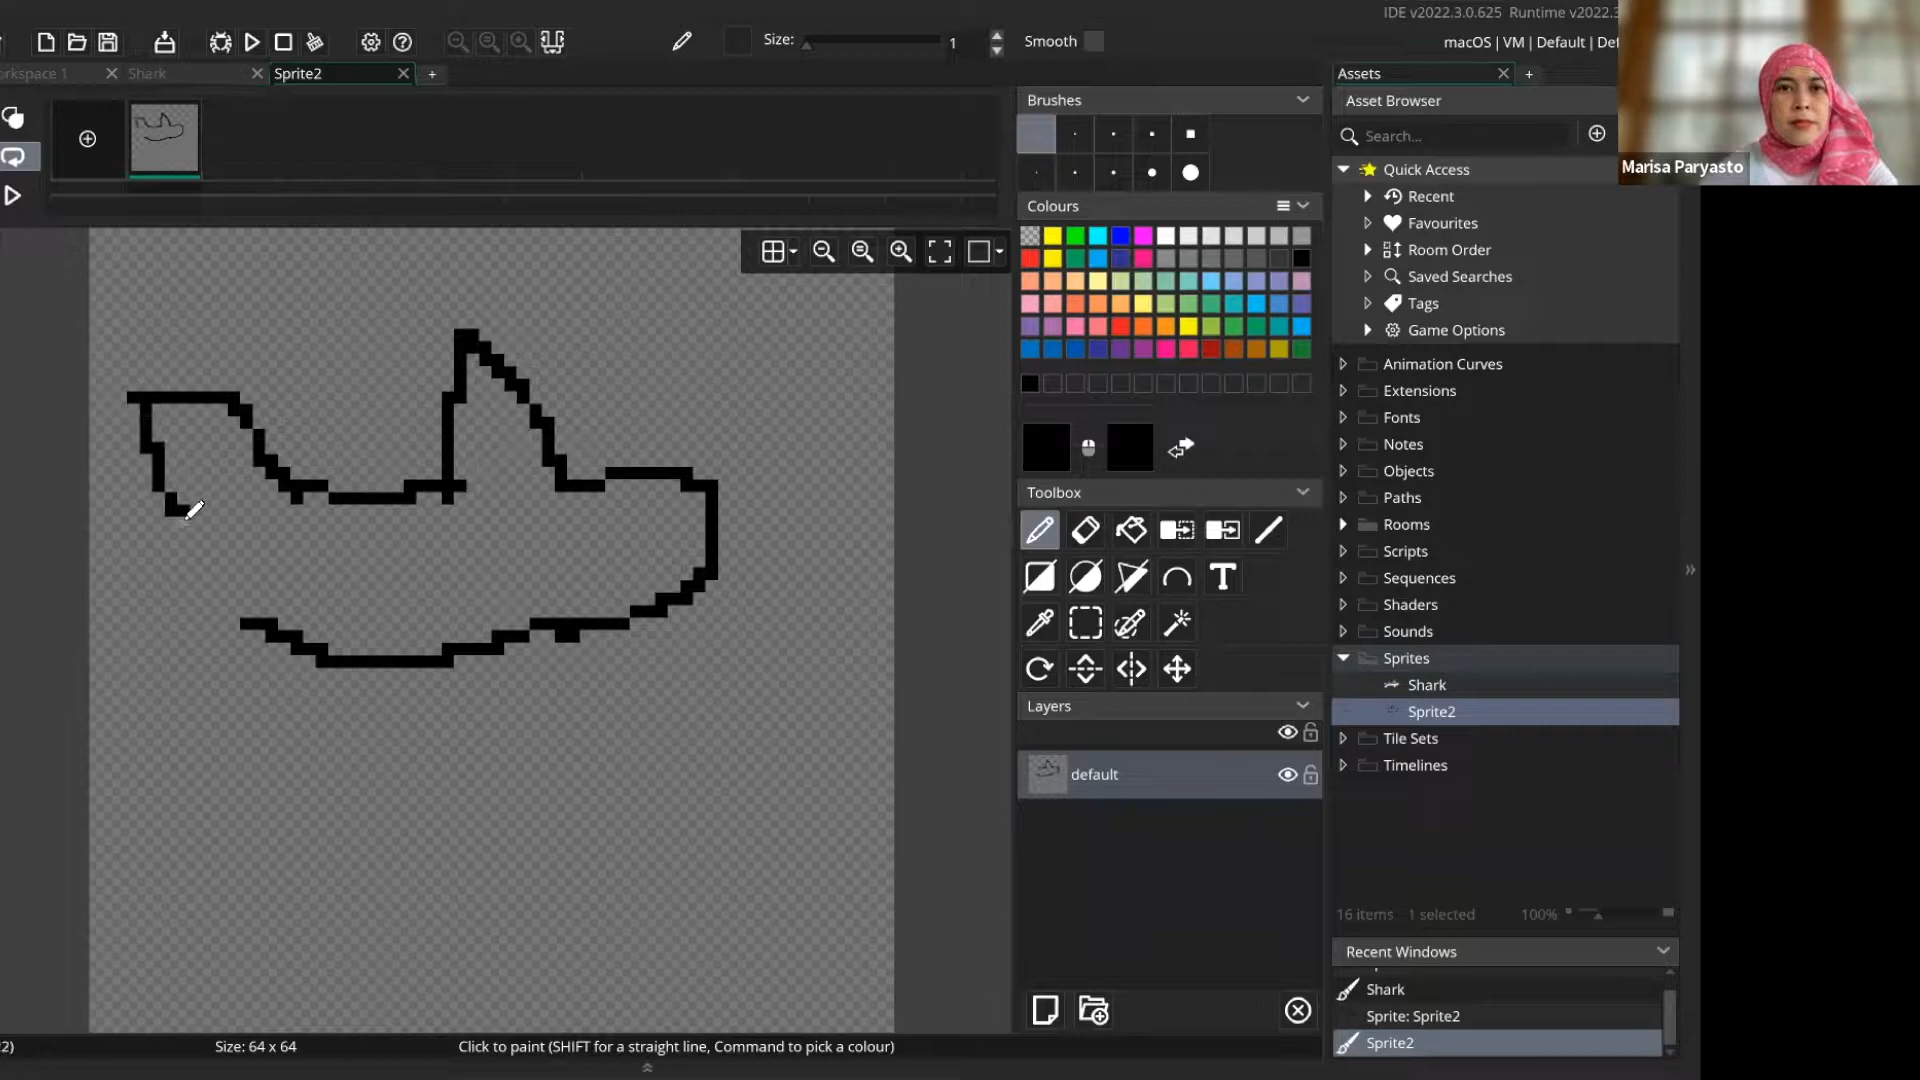 IDE v2022.3.0.625 Runtime v2022.3
Size: 1 Smooth
macOS | VM | Default | Def
orkspace 1 Shark Sprite2
Assets
Brushes
Asset Browser
Search...
Marisa Paryasto
Quick Access
Recent
Colours
Favourites
Room Order
Saved Searches
Tags
Game Options
Animation Curves
Extensions
Fonts
Notes
Objects
Toolbox
Paths
Rooms
Scripts
Sequences
Shaders
Sounds
Sprites
Shark
Layers
Sprite2
Tile Sets
Timelines
default
16 items 1 selected 100%
Recent Windows
Shark
Sprite: Sprite2
Sprite2
2) Size: 64 x 64 Click to paint (SHIFT for a straight line, Command to pick a colour)